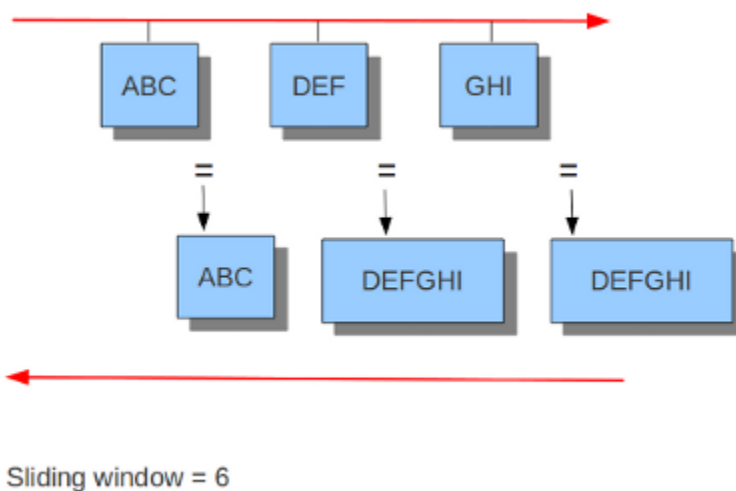 ABC DEF GHI
= = =
ABC DEFGHI DEFGHI
Sliding window = 6